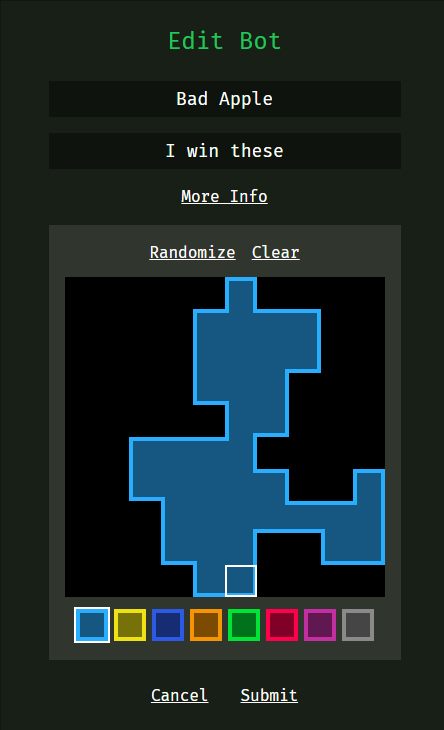 Edit Bot
Bad Apple
I win these
More Info
Randomize Clear
Cancel Submit